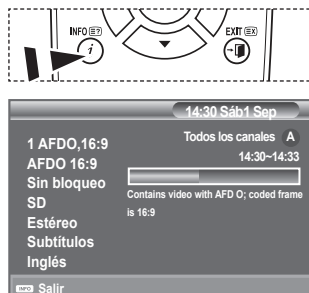 INFO EXIT
i
14:30 Sáb1 Sep
Todos los canales A
14:30~14:33
1 AFDO,16:9
AFDO 16:9
Sin bloqueo
SD
Estéreo
Subtítulos
Inglés
Contains video with AFD O; coded frame
is 16:9
INFO Salir